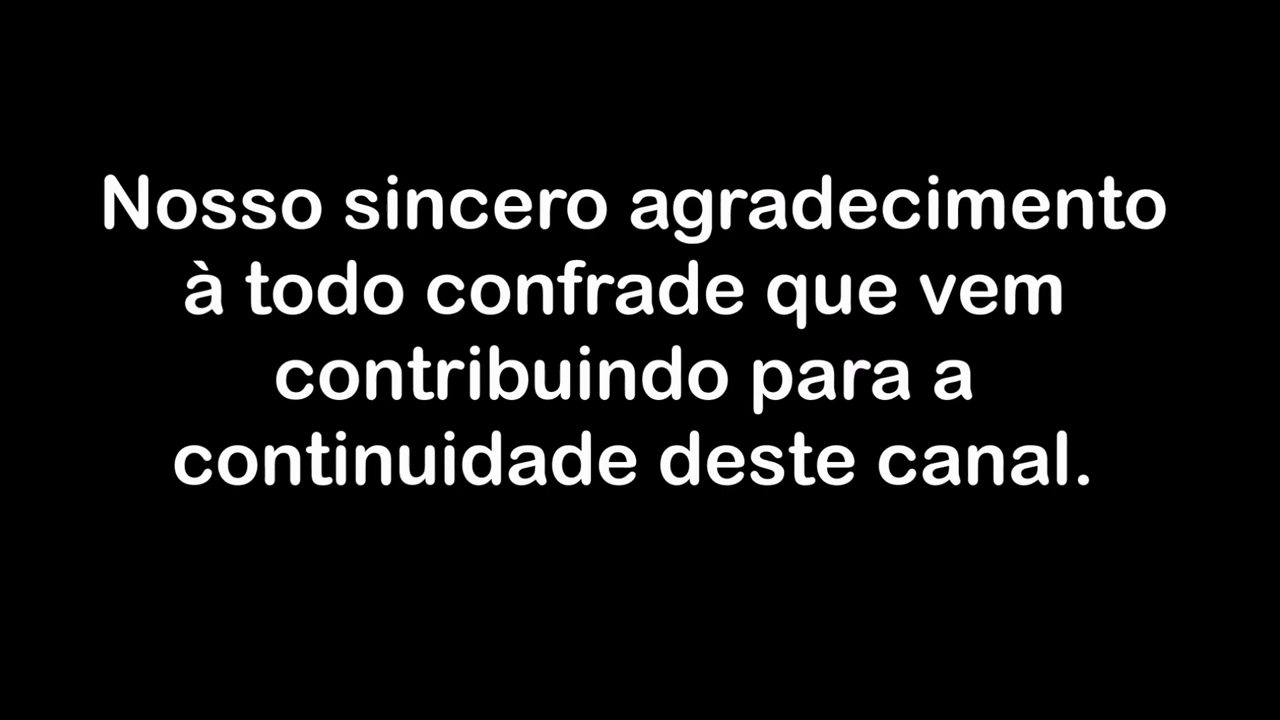 Nosso sincero agradecimento
à todo confrade que vem
contribuindo para a
continuidade deste canal.